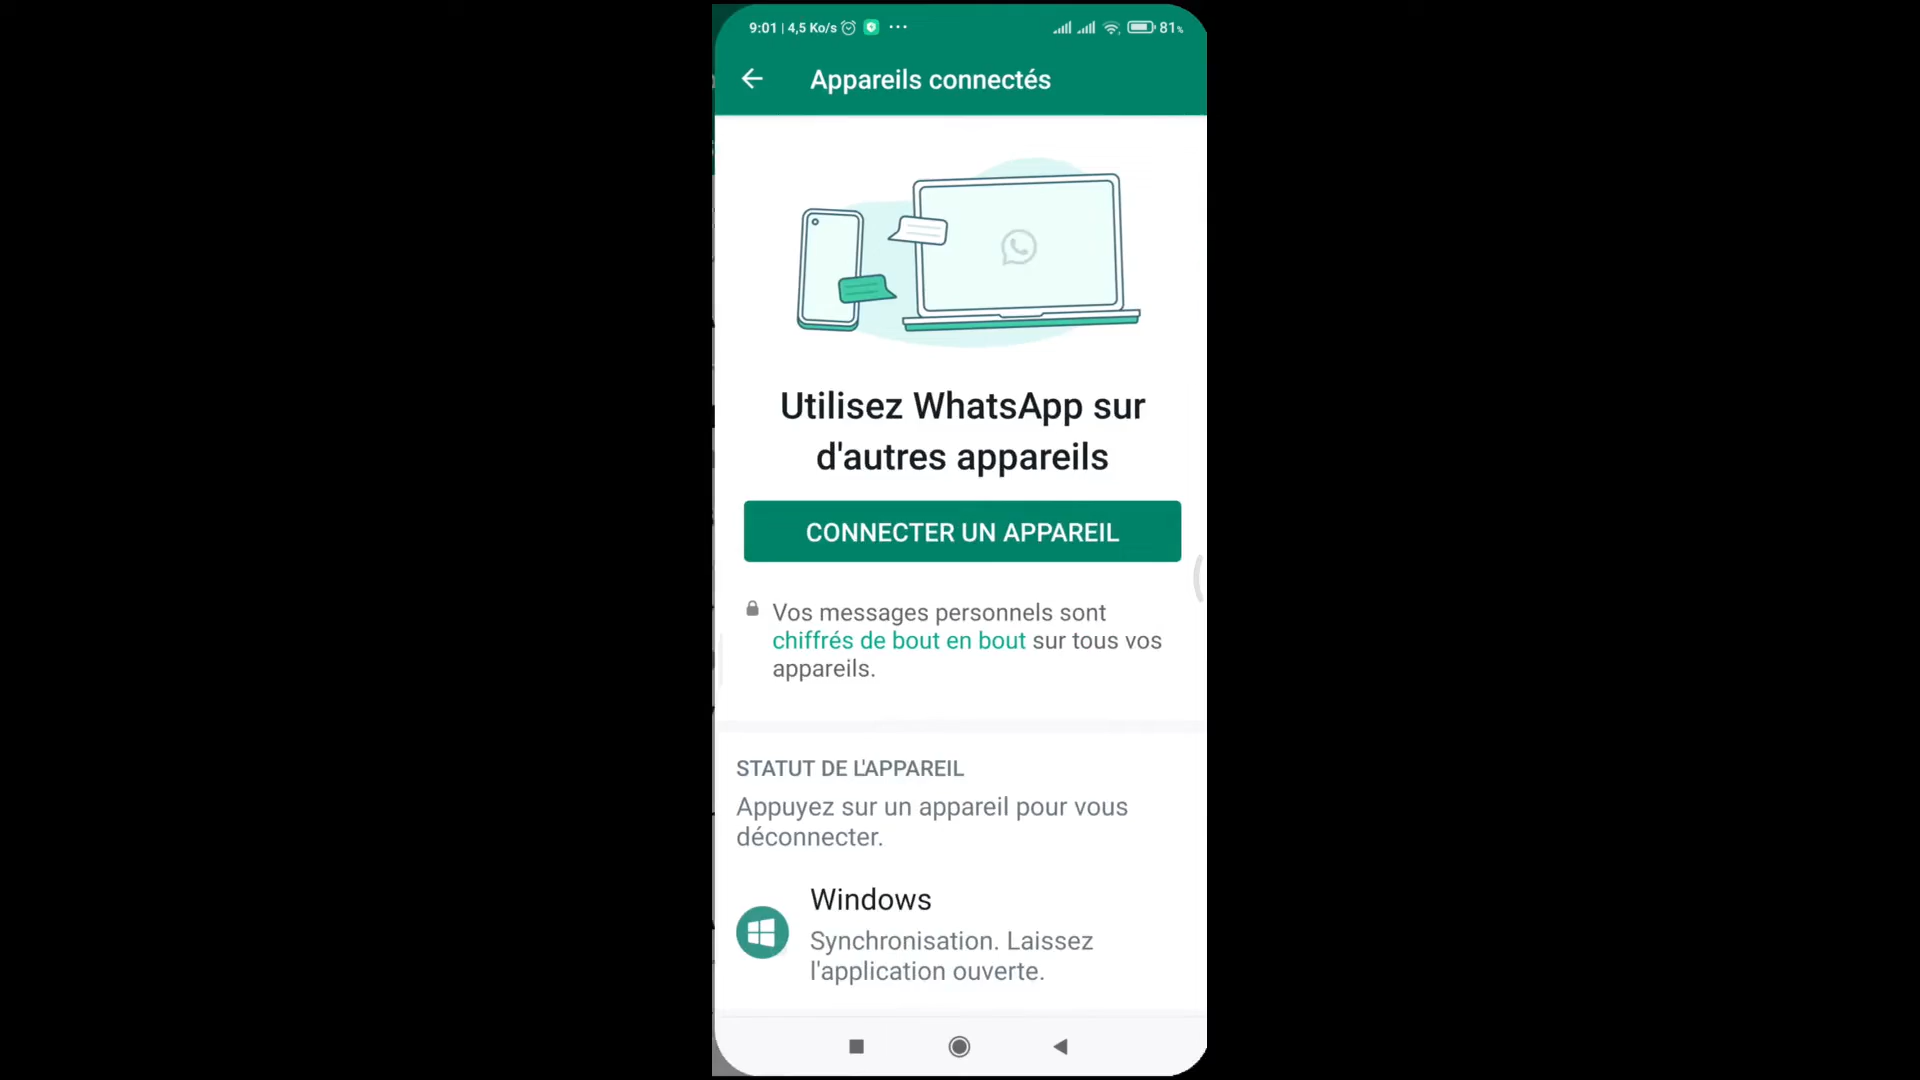 9:01 | 4,5 Ko/s ... 81%
Appareils connectés
Utilisez WhatsApp sur
d'autres appareils
CONNECTER UN APPAREIL
Vos messages personnels sont
chiffrés de bout en bout sur tous vos
appareils.
STATUT DE L'APPAREIL
Appuyez sur un appareil pour vous
déconnecter.
Windows
Synchronisation. Laissez
l'application ouverte.